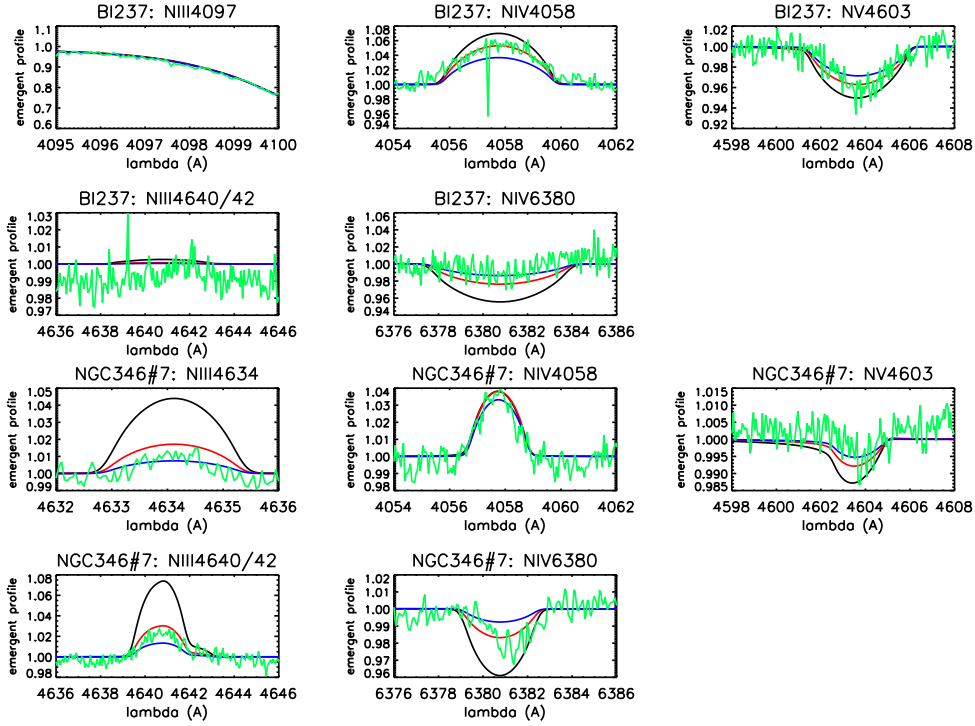 BI237: NIII4097
BI237: NIV4058
BI237: NV4603
emergent profile
1.1
1.0
0.9
0.8
0.7
0.6
4095 4096 4097 4098 4099 4100
lambda (A)
emergent profile
1.08
1.06
1.04
1.02
1.00
0.98
0.96
0.94
4054 4056 4058 4060 4062
lambda (A)
emergent profile
1.02
1.00
0.98
0.96
0.94
0.92
4598 4600 4602 4604 4606 4608
lambda (A)
BI237: NIII4640/42
BI237: NIV6380
emergent profile
1.03
1.02
1.01
1.00
0.99
0.98
0.97
4636 4638 4640 4642 4644 4646
lambda (A)
emergent profile
1.06
1.04
1.02
1.00
0.98
0.96
0.94
6376 6378 6380 6382 6384 6386
lambda (A)
NGC346#7: NIII4634
NGC346#7: NIV4058
NGC346#7: NV4603
emergent profile
1.05
1.04
1.03
1.02
1.01
1.00
0.99
4632 4633 4634 4635 4636
lambda (A)
emergent profile
1.04
1.03
1.02
1.01
1.00
0.99
0.98
4054 4056 4058 4060 4062
lambda (A)
emergent profile
1.015
1.010
1.005
1.000
0.995
0.990
0.985
4598 4600 4602 4604 4606 4608
lambda (A)
NGC346#7: NIII4640/42
NGC346#7: NIV6380
emergent profile
1.08
1.06
1.04
1.02
1.00
0.98
4636 4638 4640 4642 4644 4646
lambda (A)
emergent profile
1.02
1.01
1.00
0.99
0.98
0.97
0.96
6376 6378 6380 6382 6384 6386
lambda (A)